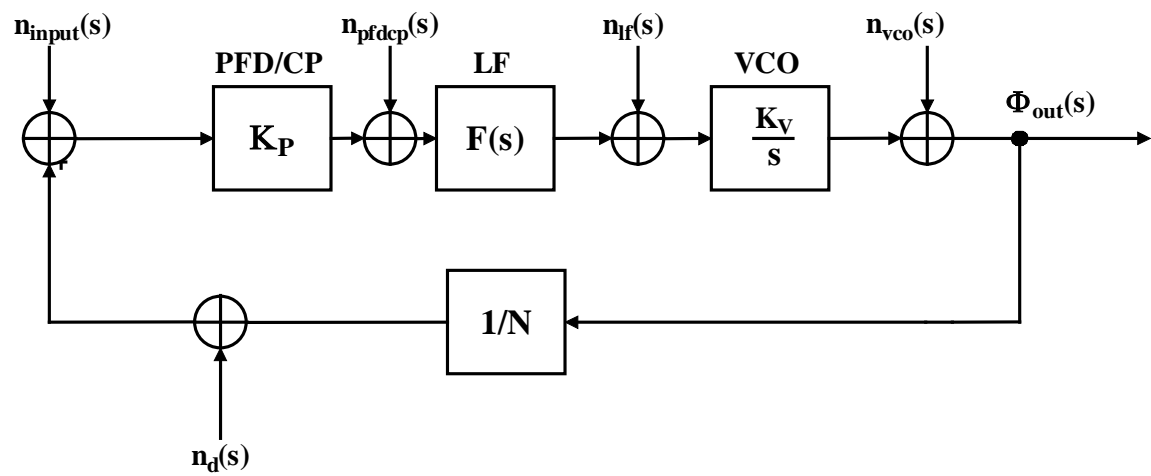 n_input(s)
n_pfdcp(s)
n_lf(s)
n_vco(s)
PFD/CP
LF
VCO
Φ_out(s)
K_P
F(s)
K_V
s
1/N
n_d(s)